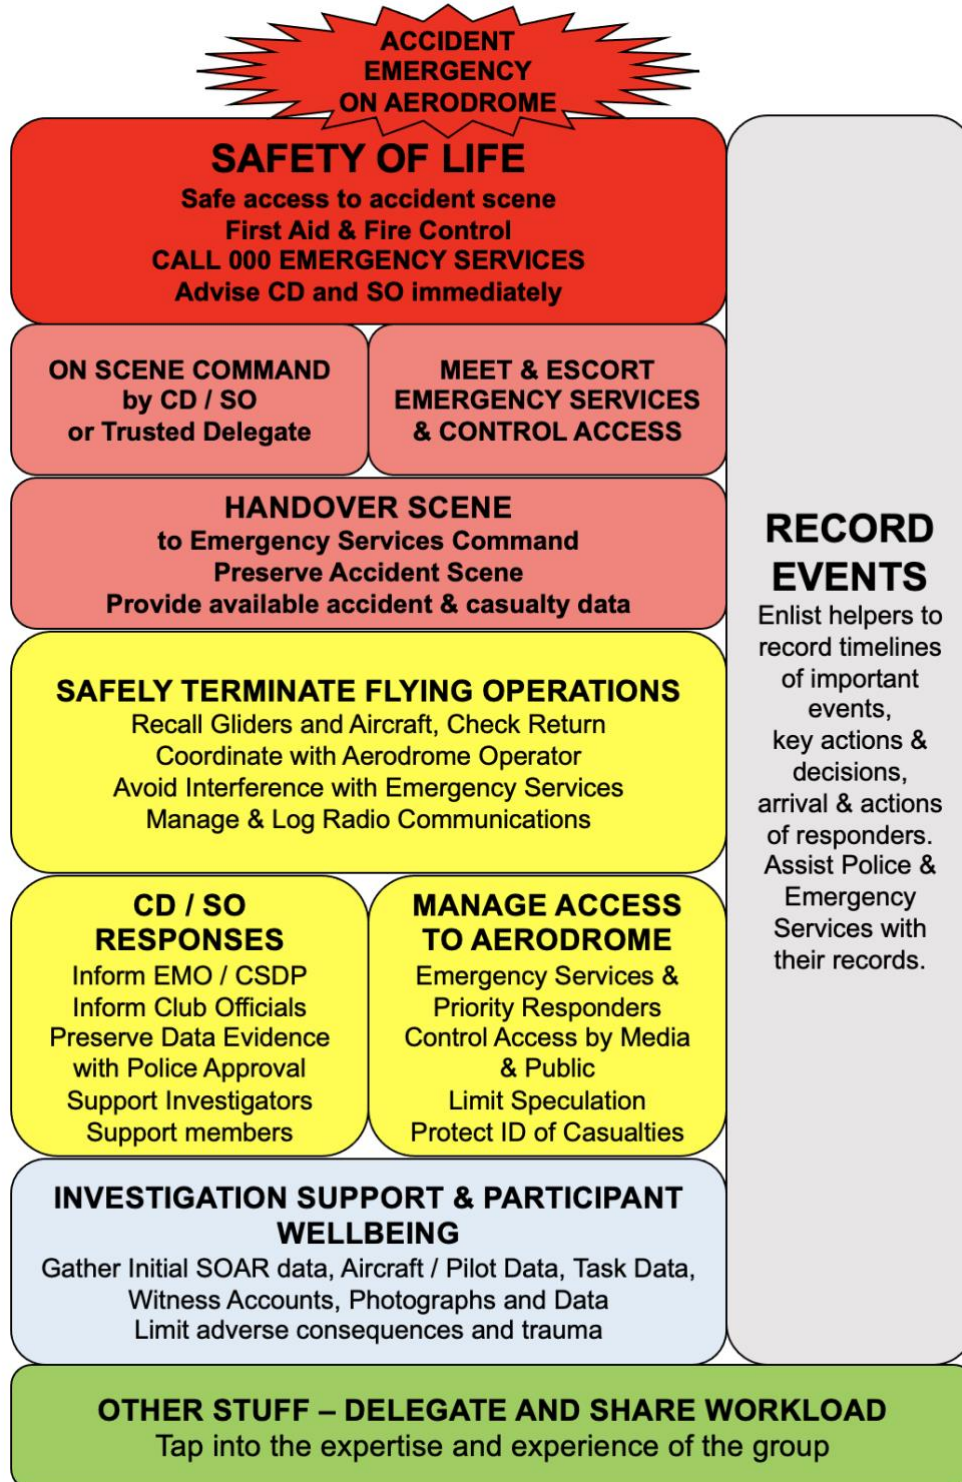 ACCIDENT
EMERGENCY
ON AERODROME
SAFETY OF LIFE
Safe access to accident scene
First Aid & Fire Control
CALL 000 EMERGENCY SERVICES
Advise CD and SO immediately
ON SCENE COMMAND
by CD / SO
or Trusted Delegate
MEET & ESCORT
EMERGENCY SERVICES
& CONTROL ACCESS
HANDOVER SCENE
to Emergency Services Command
Preserve Accident Scene
Provide available accident & casualty data
SAFELY TERMINATE FLYING OPERATIONS
Recall Gliders and Aircraft, Check Return
Coordinate with Aerodrome Operator
Avoid Interference with Emergency Services
Manage & Log Radio Communications
CD / SO
RESPONSES
Inform EMO / CSDP
Inform Club Officials
Preserve Data Evidence
with Police Approval
Support Investigators
Support members
MANAGE ACCESS
TO AERODROME
Emergency Services &
Priority Responders
Control Access by Media
& Public
Limit Speculation
Protect ID of Casualties
INVESTIGATION SUPPORT & PARTICIPANT
WELLBEING
Gather Initial SOAR data, Aircraft / Pilot Data, Task Data,
Witness Accounts, Photographs and Data
Limit adverse consequences and trauma
RECORD
EVENTS
Enlist helpers to
record timelines
of important
events,
key actions &
decisions,
arrival & actions
of responders.
Assist Police &
Emergency
Services with
their records.
OTHER STUFF – DELEGATE AND SHARE WORKLOAD
Tap into the expertise and experience of the group